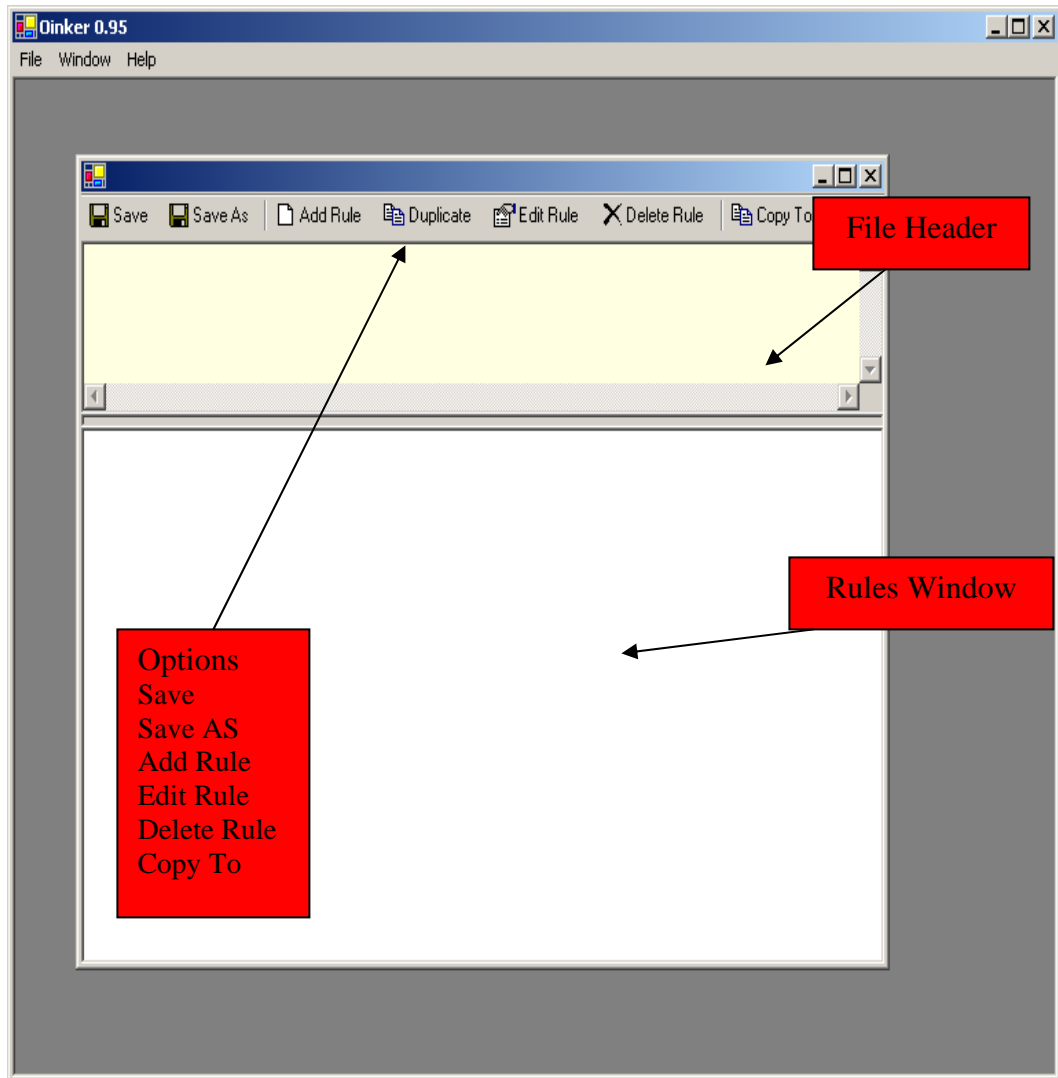 Oinker 0.95
File Window Help
Save Save As Add Rule Duplicate Edit Rule Delete Rule Copy To
File Header
Rules Window
Options
Save
Save AS
Add Rule
Edit Rule
Delete Rule
Copy To